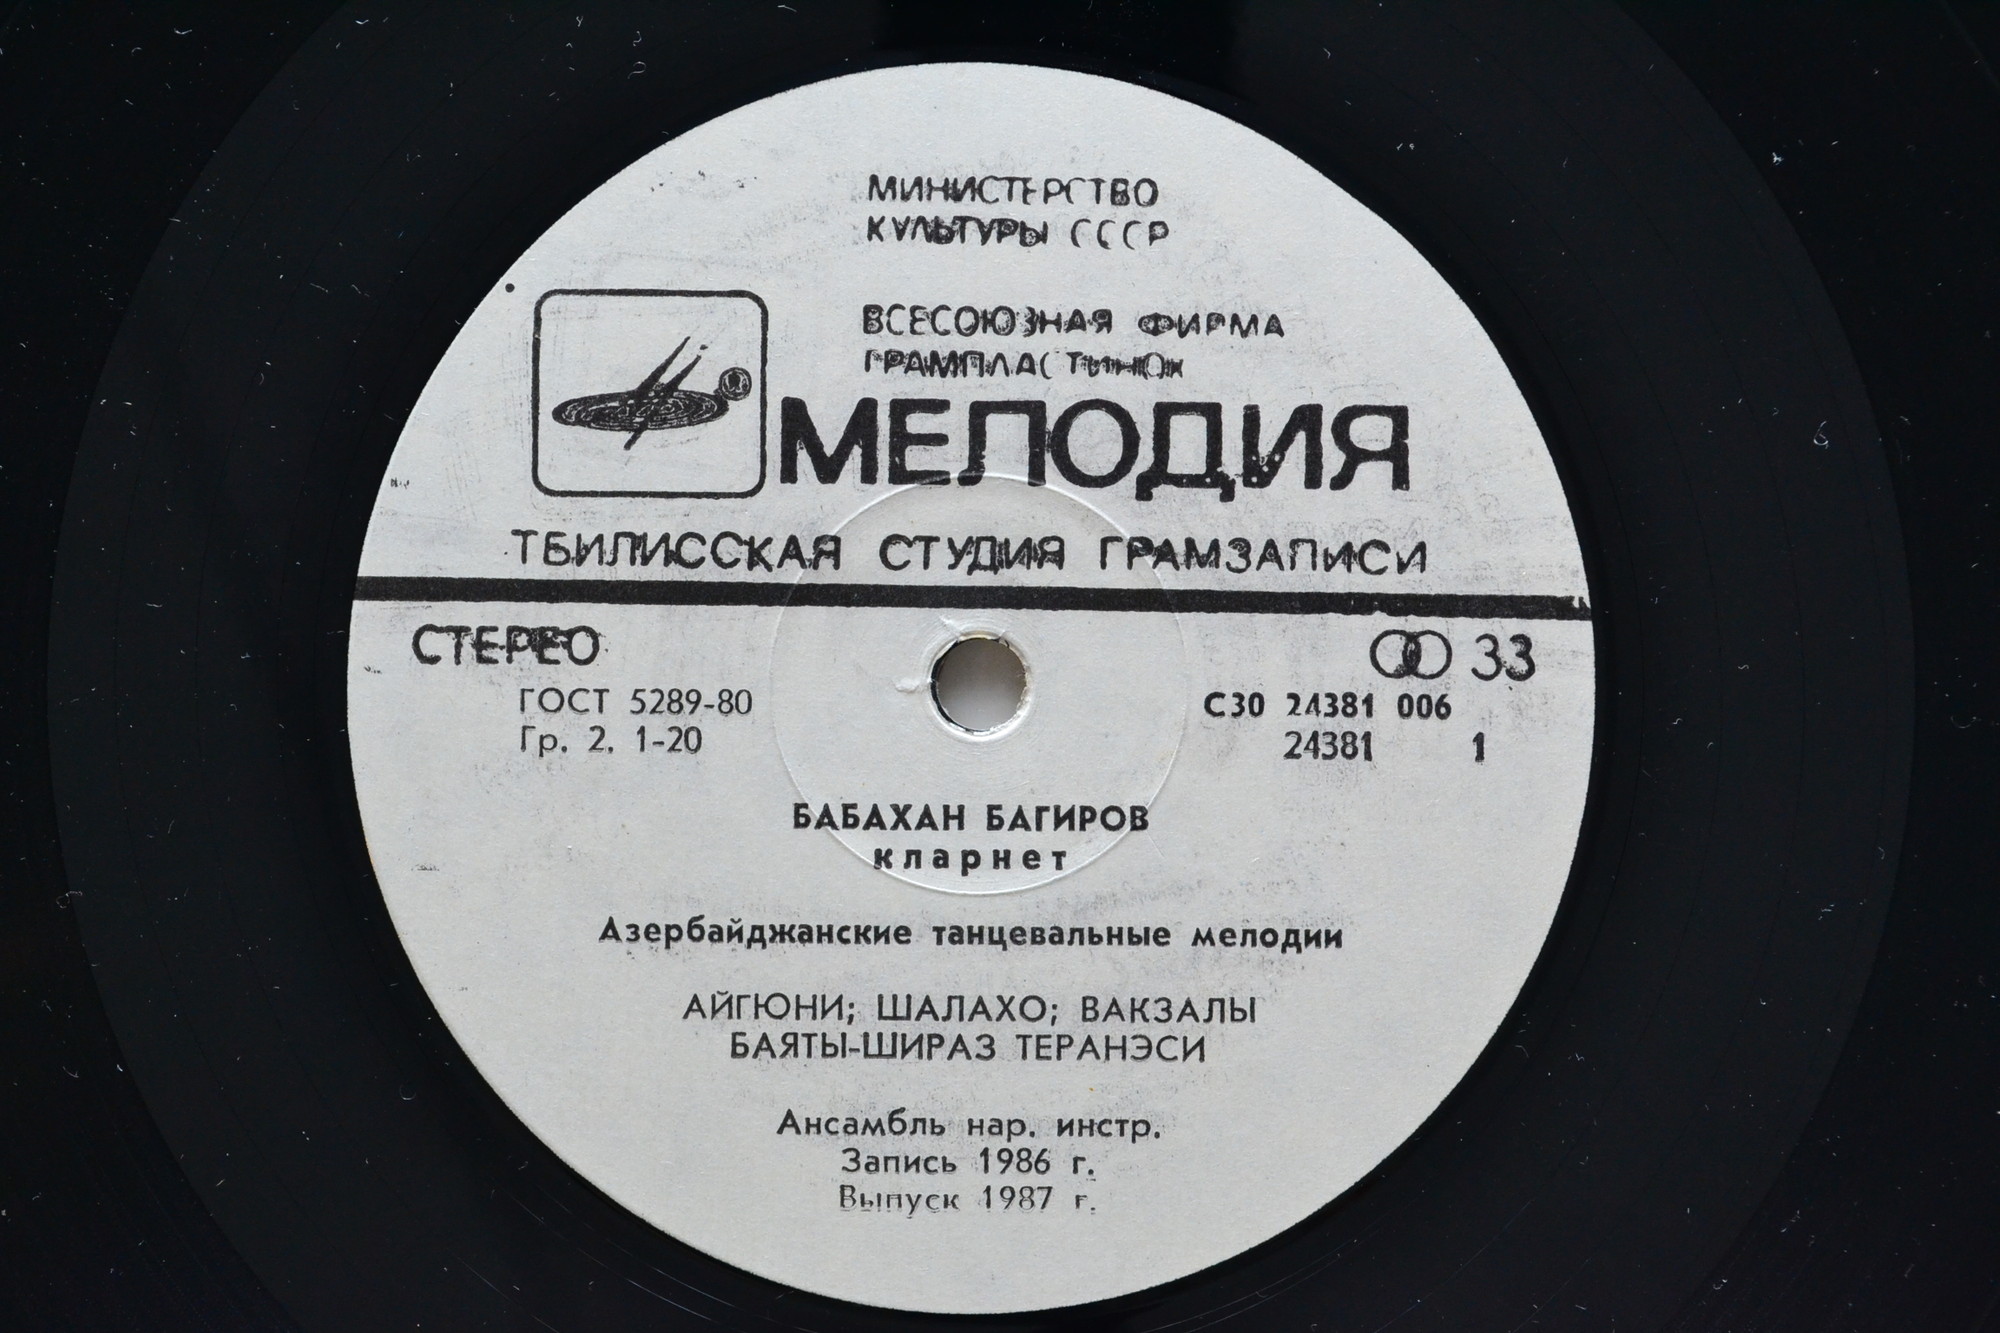 МИНИСТЕРСТВО
КУЛЬТУРЫ СССР
ВСЕСОЮЗНАЯ ФИРМА
ГРАМПЛАСТИНОК
МЕЛОДИЯ
ТБИЛИССКАЯ СТУДИЯ ГРАМЗАПИСИ
СТЕРЕО 33
ГОСТ 5289-80 С30 24381 006
Гр. 2. 1-20 24381 1
БАБАХАН БАГИРОВ
кларнет
Азербайджанские танцевальные мелодии
АЙГЮНИ; ШАЛАХО; ВАКЗАЛЫ
БАЯТЫ-ШИРАЗ ТЕРАНЭСИ
Ансамбль нар. инстр.
Запись 1986 г.
Выпуск 1987 г.